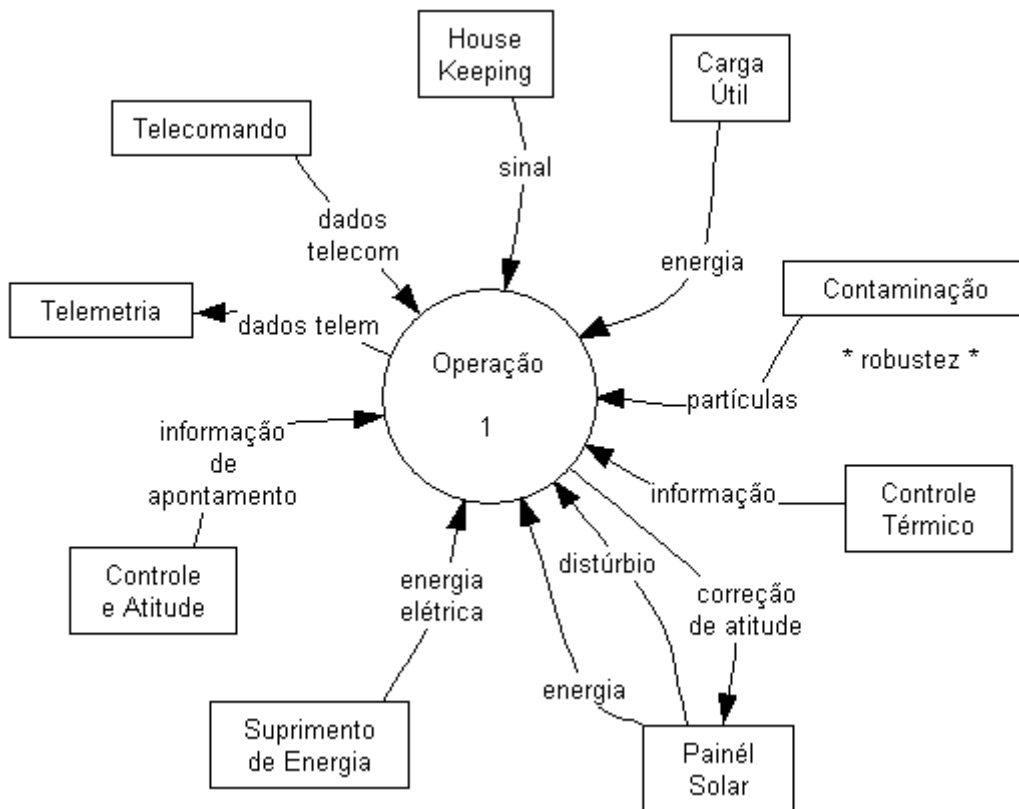 House
Keeping
Carga
Útil
Telecomando
sinal
dados
telecom
energia
Contaminação
Telemetria
dados telem
* robustez *
Operação
1
partículas
informação
de
apontamento
informação
Controle
Térmico
Controle
e Atitude
energia
elétrica
distúrbio
correção
de atitude
energia
Suprimento
de Energia
Painél
Solar